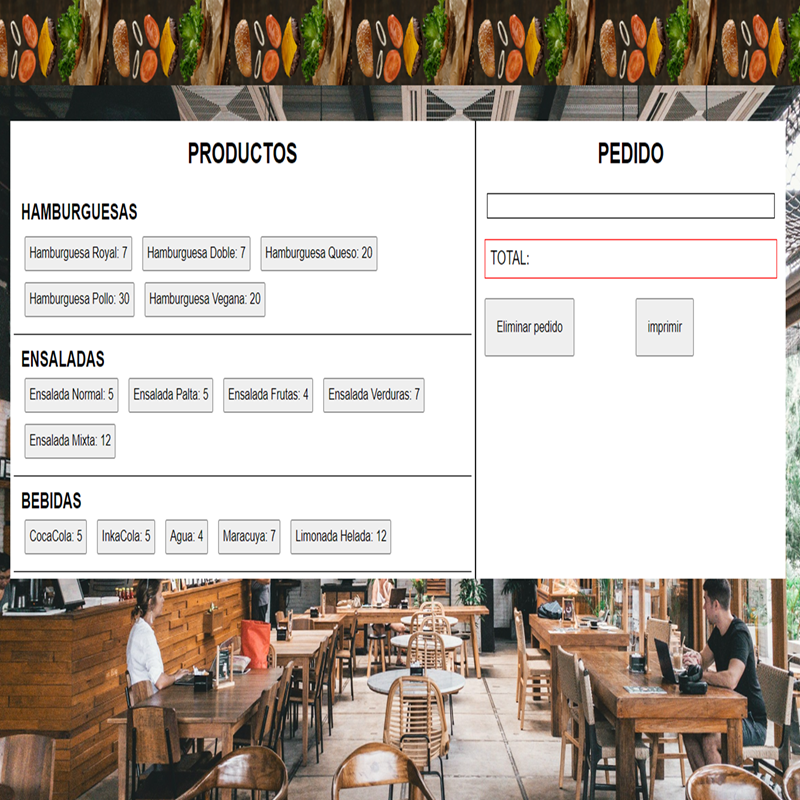 PRODUCTOS
HAMBURGUESAS
Hamburguesa Royal: 7 Hamburguesa Doble: 7 Hamburguesa Queso: 20
Hamburguesa Pollo: 30 Hamburguesa Vegana: 20
ENSALADAS
Ensalada Normal: 5 Ensalada Palta: 5 Ensalada Frutas: 4 Ensalada Verduras: 7
Ensalada Mixta: 12
BEBIDAS
CocaCola: 5 InkaCola: 5 Agua: 4 Maracuya: 7 Limonada Helada: 12
PEDIDO
TOTAL:
Eliminar pedido imprimir